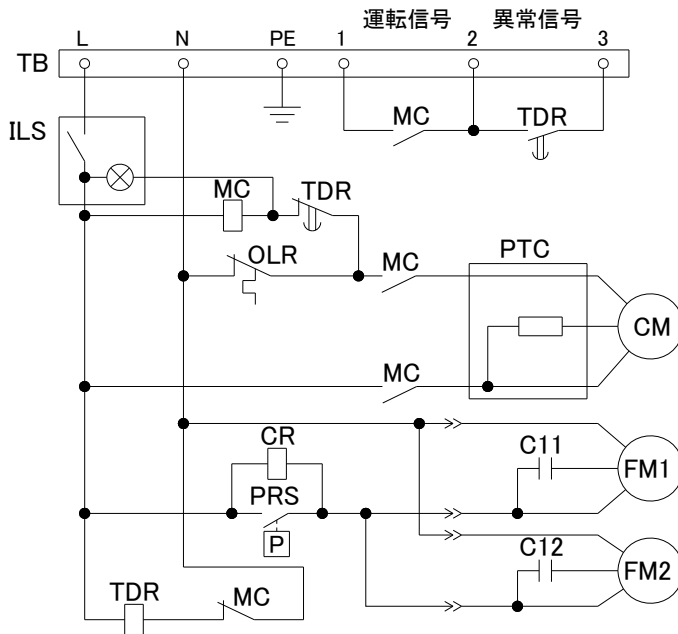 運転信号 異常信号
L N PE 1 2 3
TB
ILS
MC TDR
MC TDR
OLR MC PTC
CM
MC
CR C11
PRS FM1
P
C12
FM2
TDR MC